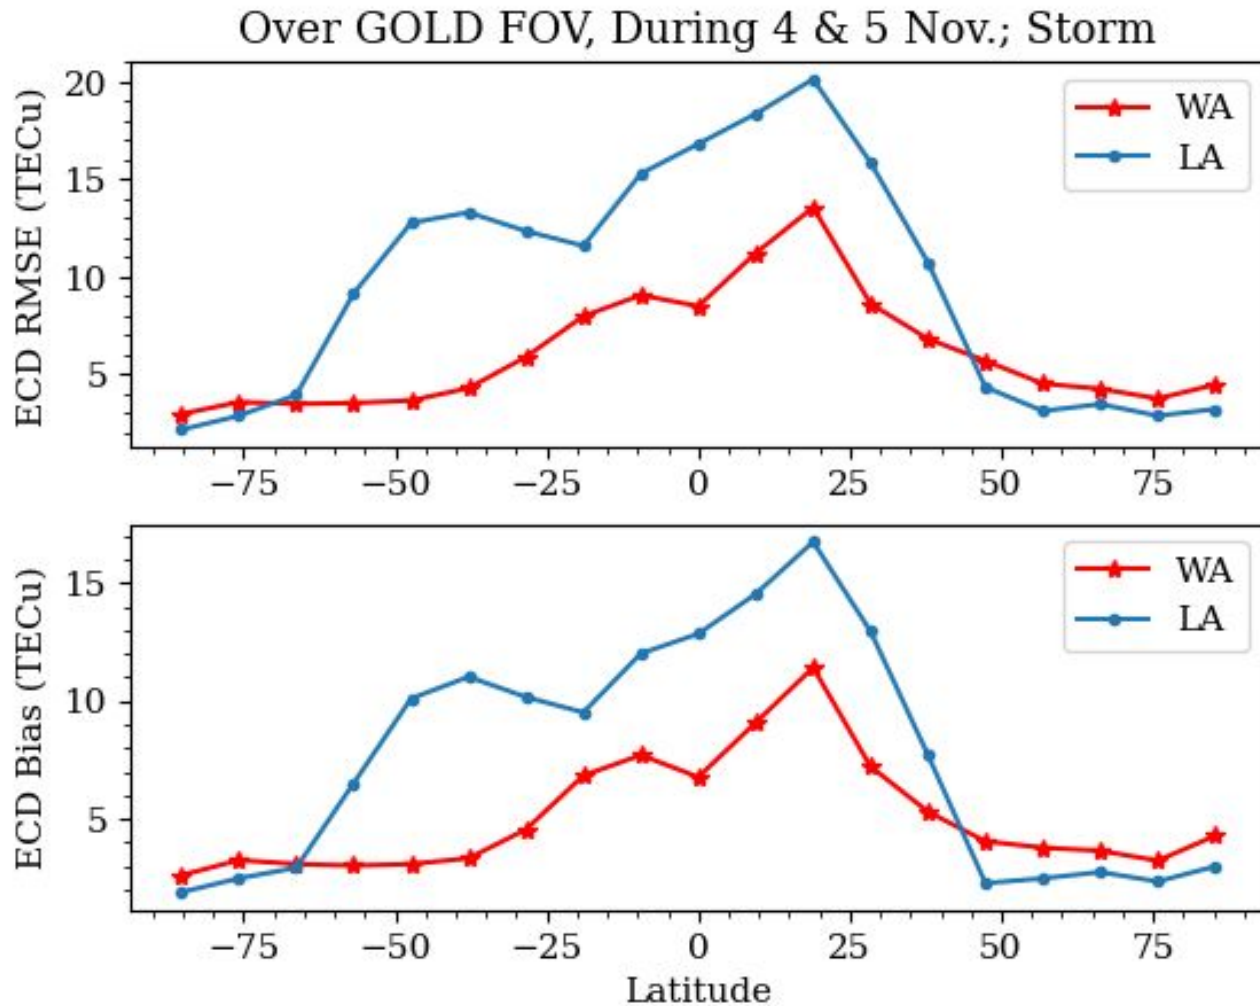 Over GOLD FOV, During 4 & 5 Nov.; Storm
ECD RMSE (TECu)
20
15
10
5
WA
LA
−75 −50 −25 0 25 50 75
ECD Bias (TECu)
15
10
5
WA
LA
−75 −50 −25 0 25 50 75
Latitude